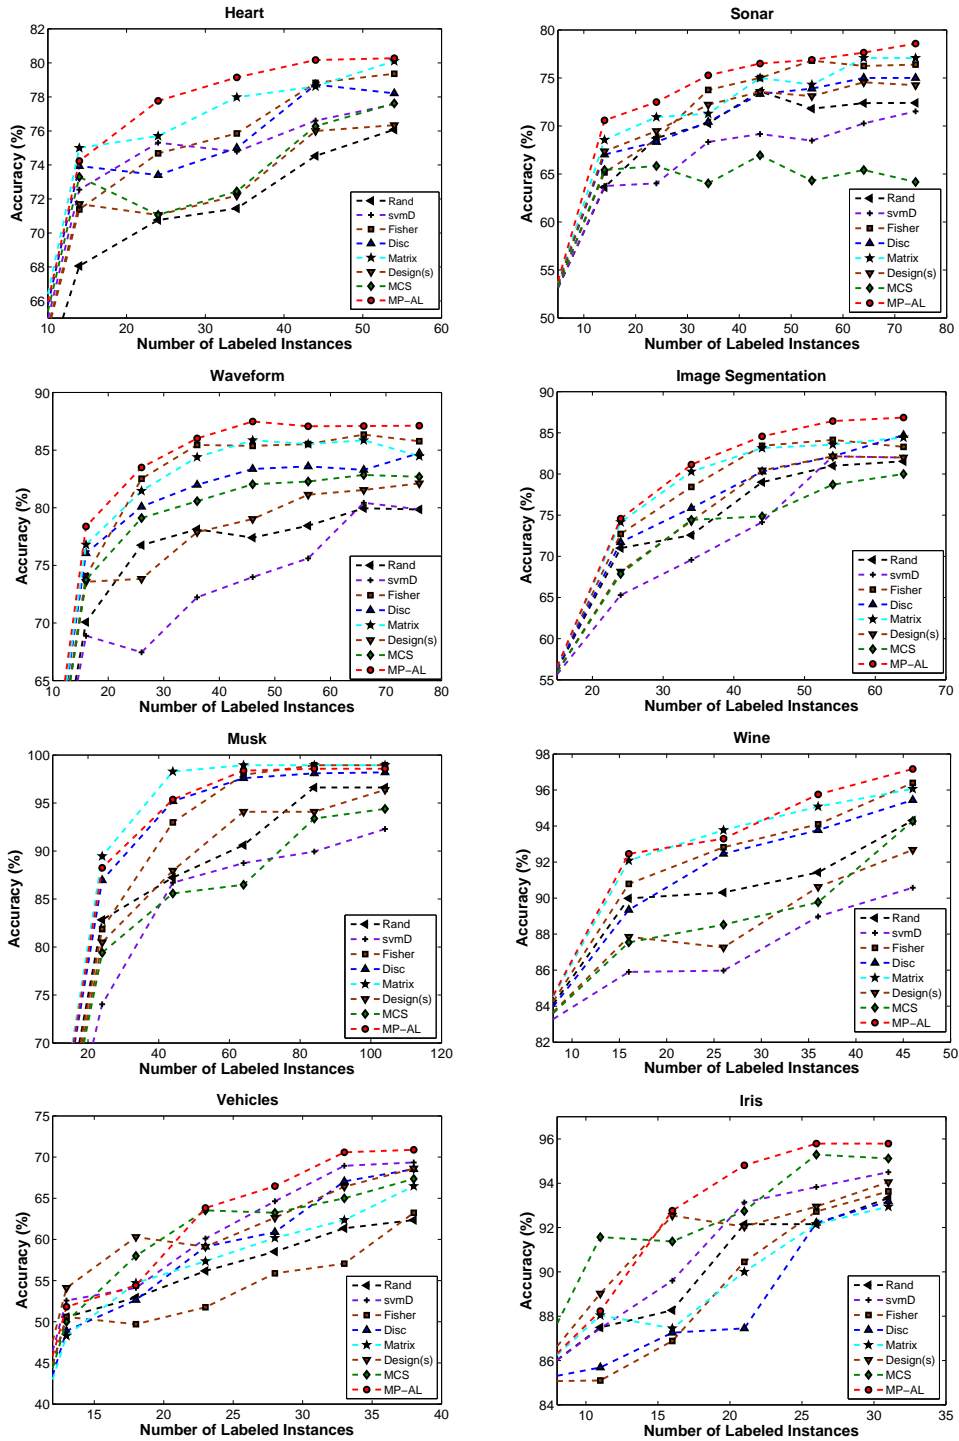 Heart
82
80
78
76
74
72
70
68
66
10
20
30
40
50
60
Accuracy (%)
Number of Labeled Instances
Rand
svmD
Fisher
Disc
Matrix
Design(s)
MCS
MP−AL
Sonar
80
75
70
65
60
55
50
10
20
30
40
50
60
70
80
Accuracy (%)
Number of Labeled Instances
Rand
svmD
Fisher
Disc
Matrix
Design(s)
MCS
MP−AL
Waveform
90
85
80
75
70
65
10
20
30
40
50
60
70
80
Accuracy (%)
Number of Labeled Instances
Rand
svmD
Fisher
Disc
Matrix
Design(s)
MCS
MP−AL
Image Segmentation
90
85
80
75
70
65
60
55
20
30
40
50
60
70
Accuracy (%)
Number of Labeled Instances
Rand
svmD
Fisher
Disc
Matrix
Design(s)
MCS
MP−AL
Musk
100
95
90
85
80
75
70
20
40
60
80
100
120
Accuracy (%)
Number of Labeled Instances
Rand
svmD
Fisher
Disc
Matrix
Design(s)
MCS
MP−AL
Wine
98
96
94
92
90
88
86
84
82
10
15
20
25
30
35
40
45
50
Accuracy (%)
Number of Labeled Instances
Rand
svmD
Fisher
Disc
Matrix
Design(s)
MCS
MP−AL
Vehicles
75
70
65
60
55
50
45
40
15
20
25
30
35
40
Accuracy (%)
Number of Labeled Instances
Rand
svmD
Fisher
Disc
Matrix
Design(s)
MCS
MP−AL
Iris
96
94
92
90
88
86
84
10
15
20
25
30
35
Accuracy (%)
Number of Labeled Instances
Rand
svmD
Fisher
Disc
Matrix
Design(s)
MCS
MP−AL